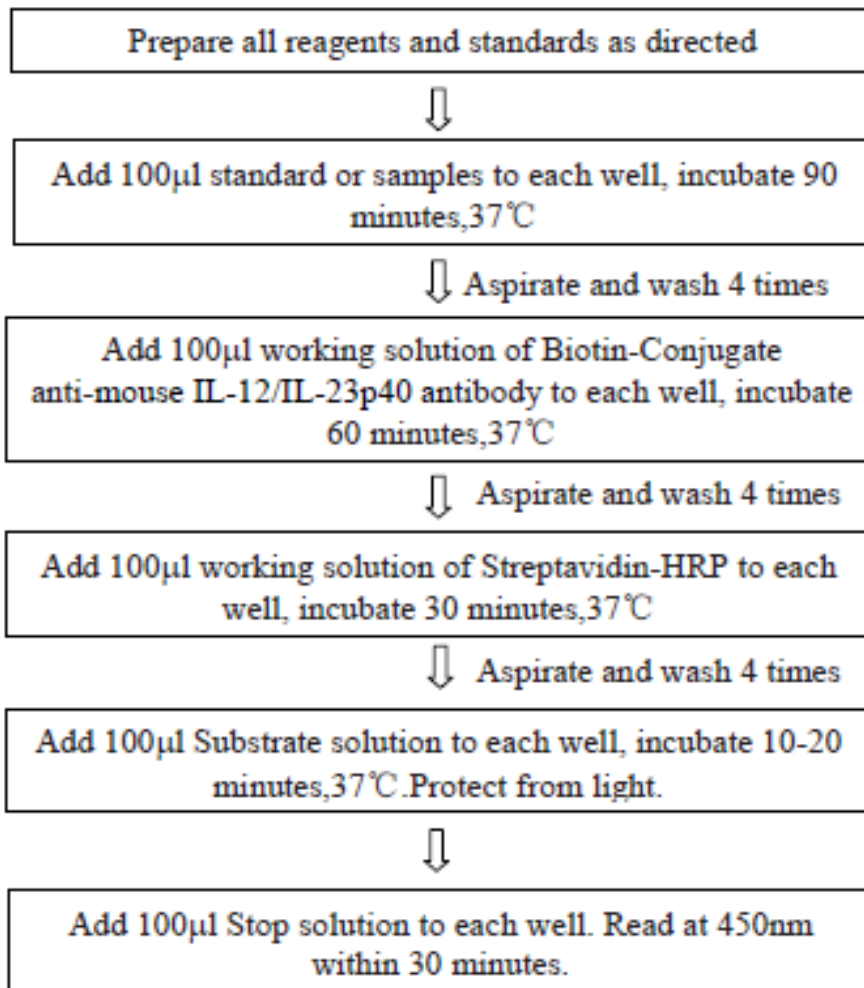 Prepare all reagents and standards as directed
Add 100μl standard or samples to each well, incubate 90
minutes,37℃
Aspirate and wash 4 times
Add 100μl working solution of Biotin-Conjugate
anti-mouse IL-12/IL-23p40 antibody to each well, incubate
60 minutes,37℃
Aspirate and wash 4 times
Add 100μl working solution of Streptavidin-HRP to each
well, incubate 30 minutes,37℃
Aspirate and wash 4 times
Add 100μl Substrate solution to each well, incubate 10-20
minutes,37℃.Protect from light.
Add 100μl Stop solution to each well. Read at 450nm
within 30 minutes.